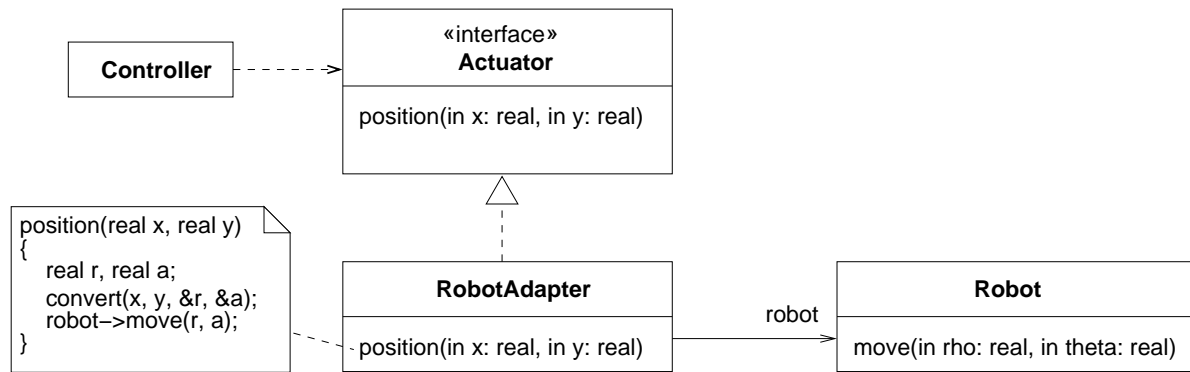 «interface»
Controller
Actuator
position(in x: real, in y: real)
position(real x, real y)
{
real r, real a;
convert(x, y, &r, &a);
robot−>move(r, a);
}
RobotAdapter
position(in x: real, in y: real)
robot
Robot
move(in rho: real, in theta: real)